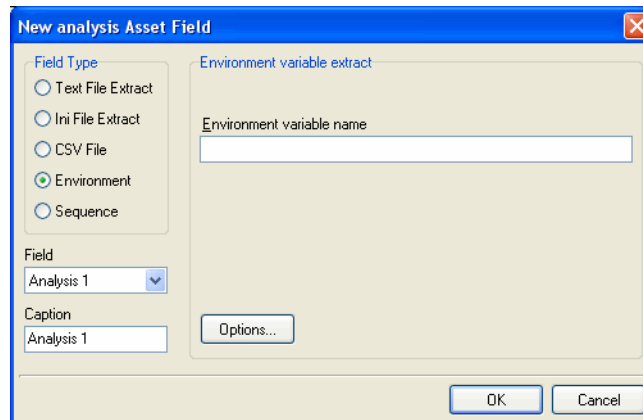 New analysis Asset Field
Field Type
Text File Extract
Ini File Extract
CSV File
Environment
Sequence
Field
Analysis 1
Caption
Analysis 1
Environment variable extract
Environment variable name
Options...
OK
Cancel